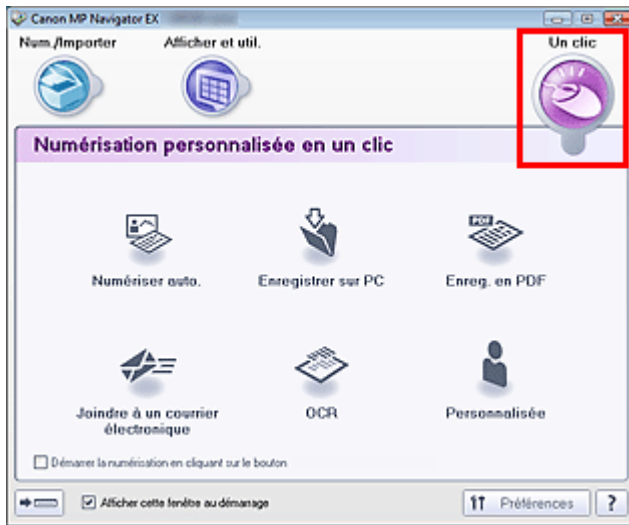 Canon MP Navigator EX
Num./Importer
Afficher et util.
Un clic
Numérisation personnalisée en un clic
Numériser auto.
Enregistrer sur PC
PDF
Enreg. en PDF
Joindre à un courrier
électronique
OCR
Personnalisée
Démarrer la numérisation en cliquant sur le bouton
Afficher cette fenêtre au démarrage
Préférences
?